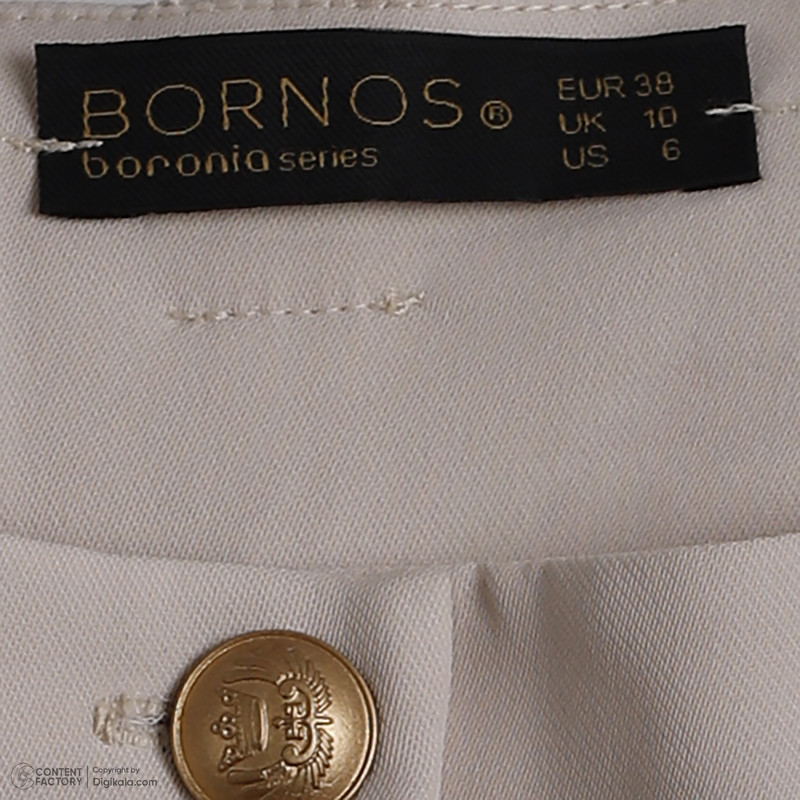 BORNOS®
boronia series
EUR 38
UK 10
US 6
CONTENT FACTORY
Copyright by
Digikala.com